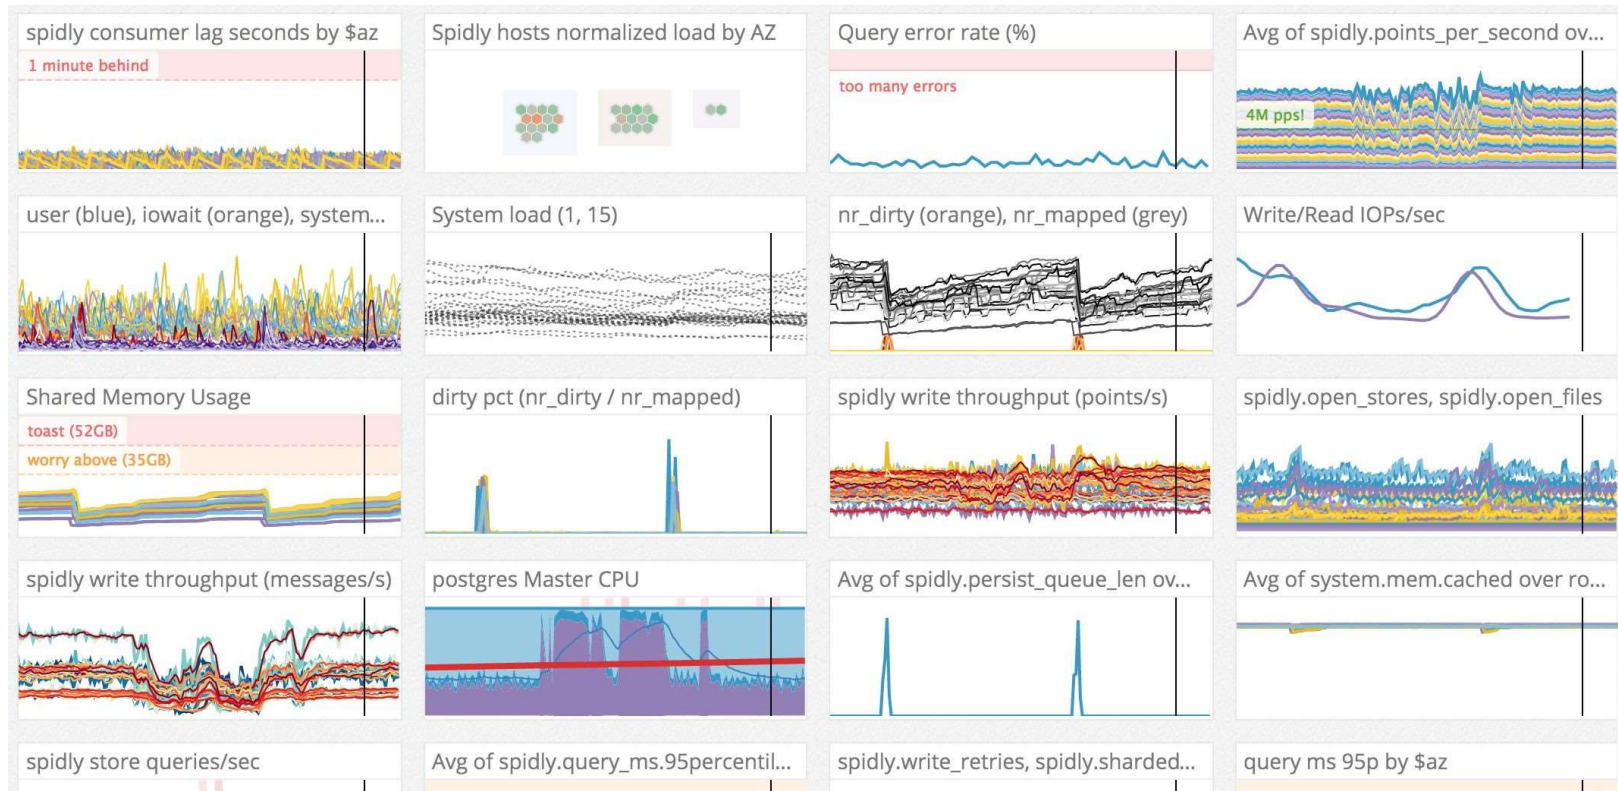 spidly consumer lag seconds by $az
1 minute behind
Spidly hosts normalized load by AZ
Query error rate (%)
too many errors
Avg of spidly.points_per_second ov...
4M pps!
user (blue), iowait (orange), system...
System load (1, 15)
nr_dirty (orange), nr_mapped (grey)
Write/Read IOPs/sec
Shared Memory Usage
toast (52GB)
worry above (35GB)
dirty pct (nr_dirty / nr_mapped)
spidly write throughput (points/s)
spidly.open_stores, spidly.open_files
spidly write throughput (messages/s)
postgres Master CPU
Avg of spidly.persist_queue_len ov...
Avg of system.mem.cached over ro...
spidly store queries/sec
Avg of spidly.query_ms.95percentil...
spidly.write_retries, spidly.sharded...
query ms 95p by $az